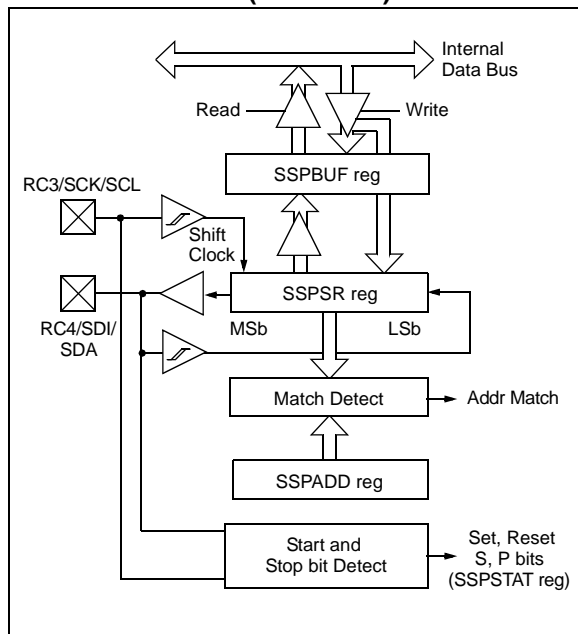 Internal
Data Bus
Read
Write
SSPBUF reg
RC3/SCK/SCL
Shift
Clock
SSPSR reg
MSb
LSb
RC4/SDI/
SDA
Match Detect
Addr Match
SSPADD reg
Start and
Stop bit Detect
Set, Reset
S, P bits
(SSPSTAT reg)